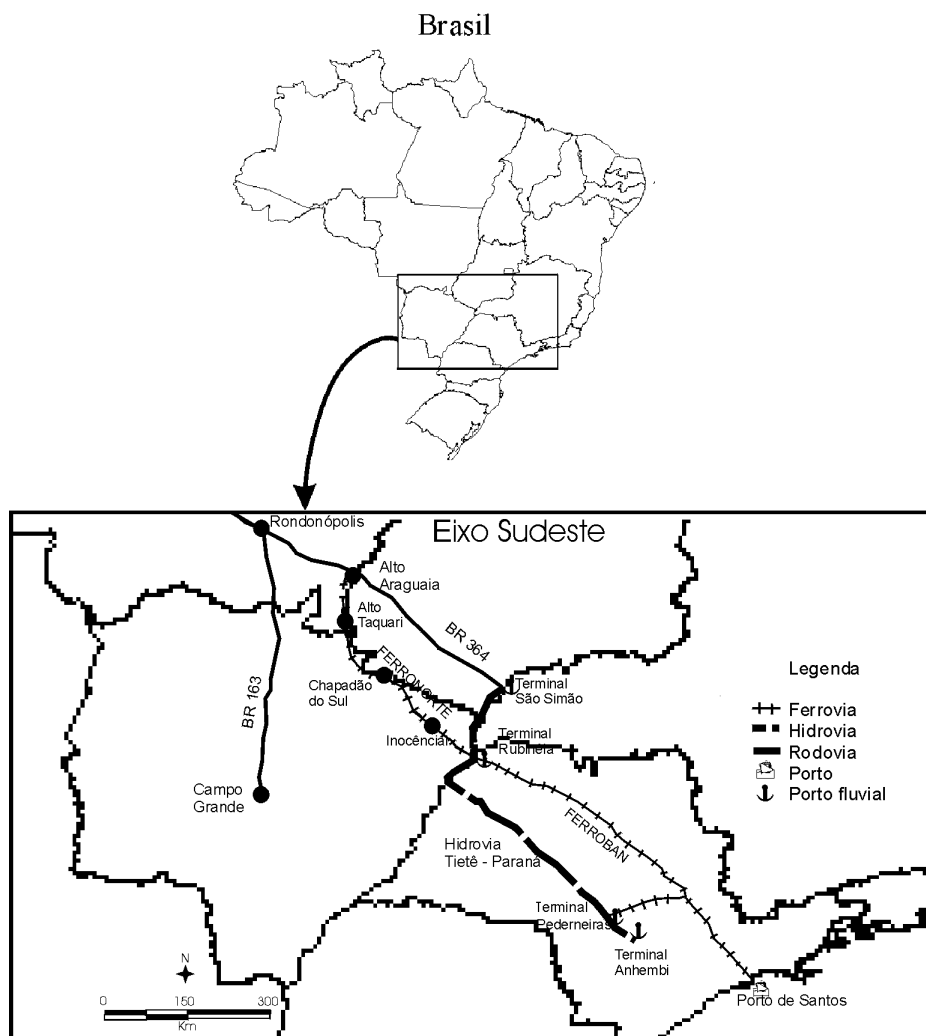 Brasil
Eixo Sudeste
Rondonópolis
Alto
Araguaia
Alto
Taquari
BR 364
BR 163
FERRONORTE
Chapadão
do Sul
Terminal
São Simão
Inocência
Terminal
Rubinéia
Campo
Grande
Hidrovia
Tietê - Paraná
FERROBAN
Terminal
Pederneiras
Terminal
Anhembi
Porto de Santos
Legenda
Ferrovia
Hidrovia
Rodovia
Porto
Porto fluvial
N
0 150 300
Km